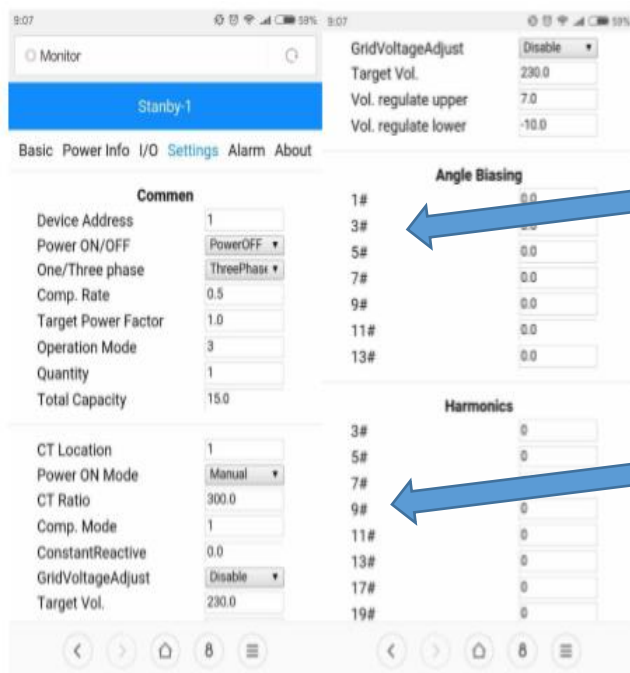 9:07 59%
Monitor
Stanby-1
Basic Power Info I/O Settings Alarm About
Commen
Device Address 1
Power ON/OFF PowerOFF
One/Three phase ThreePhase
Comp. Rate 0.5
Target Power Factor 1.0
Operation Mode 3
Quantity 1
Total Capacity 15.0
CT Location 1
Power ON Mode Manual
CT Ratio 300.0
Comp. Mode 1
ConstantReactive 0.0
GridVoltageAdjust Disable
Target Vol. 230.0
8
9:07 59%
GridVoltageAdjust Disable
Target Vol. 230.0
Vol. regulate upper 7.0
Vol. regulate lower -10.0
Angle Biasing
1# 0.0
3#
5# 0.0
7# 0.0
9# 0.0
11# 0.0
13# 0.0
Harmonics
3# 0
5# 0
7#
9# 0
11# 0
13# 0
17# 0
19# 0
8